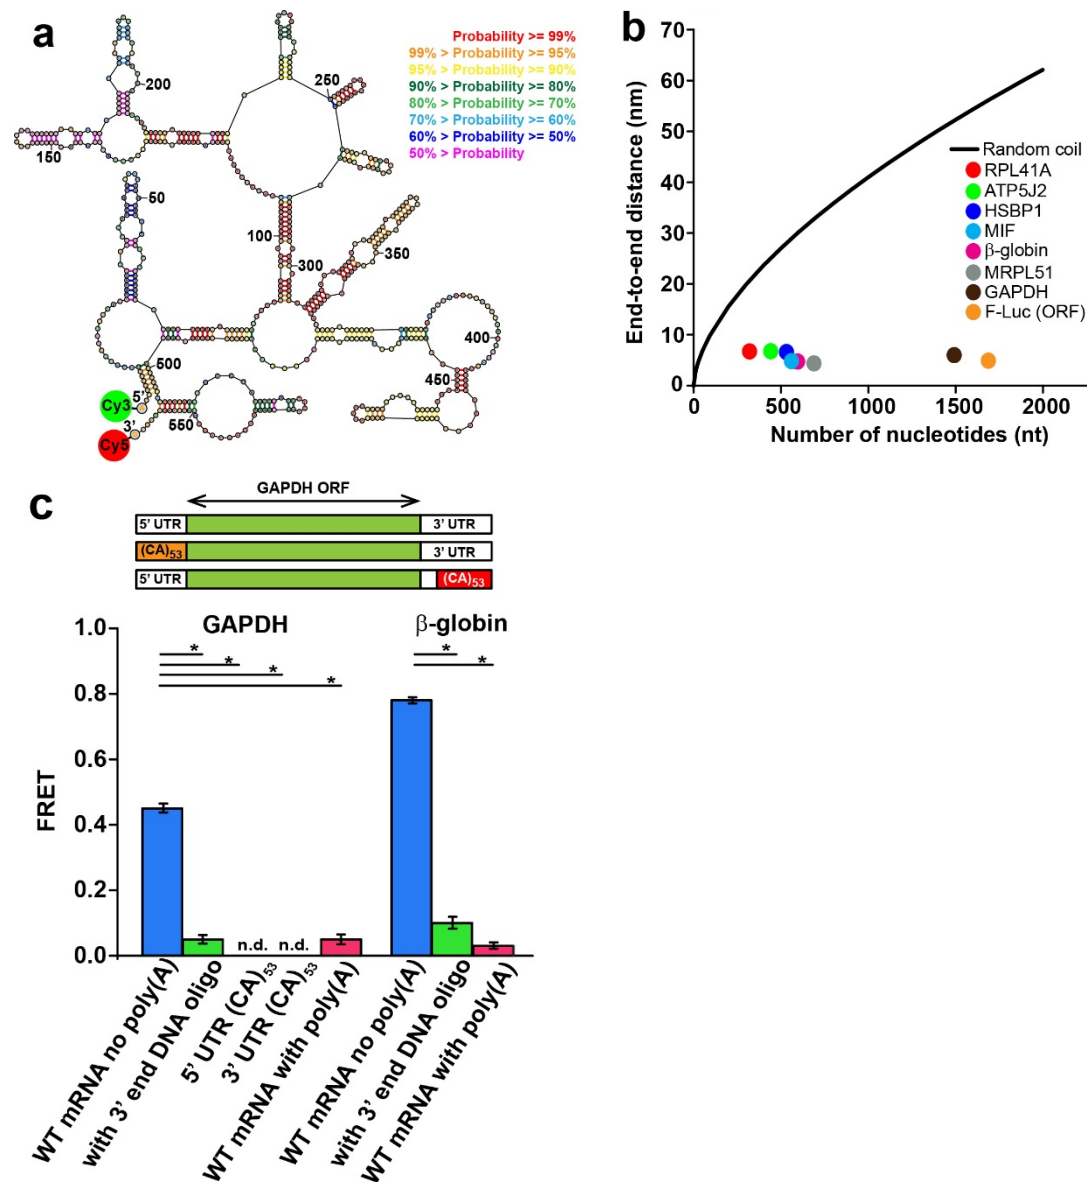 a
Probability >= 99%
99% > Probability >= 95%
95% > Probability >= 90%
90% > Probability >= 80%
80% > Probability >= 70%
70% > Probability >= 60%
60% > Probability >= 50%
50% > Probability
200
250
150
50
100
300
350
400
450
500
550
5'
Cy3
3'
Cy5
b
End-to-end distance (nm)
70
60
50
40
30
20
10
0
0
500
1000
1500
2000
Number of nucleotides (nt)
Random coil
RPL41A
ATP5J2
HSBP1
MIF
β-globin
MRPL51
GAPDH
F-Luc (ORF)
c
GAPDH ORF
5' UTR
3' UTR
(CA)53
3' UTR
5' UTR
(CA)53
GAPDH
β-globin
FRET
1.0
0.8
0.6
0.4
0.2
0.0
*
*
*
*
*
*
n.d.
n.d.
WT mRNA no poly(A)
with 3' end DNA oligo
5' UTR (CA)53
3' UTR (CA)53
WT mRNA with poly(A)
WT mRNA no poly(A)
with 3' end DNA oligo
WT mRNA with poly(A)